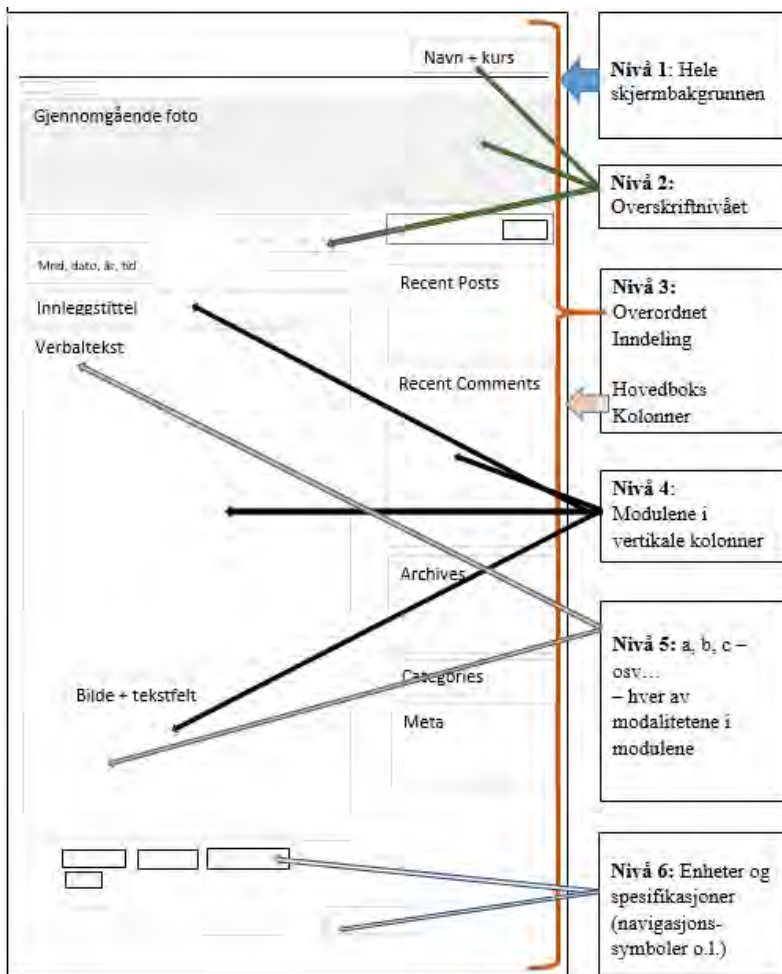 Navn + kurs
Gjennomgående foto
Mnd, dato, år, tid
Innleggstittel
Verbaltekst
Bilde + tekstfelt
Recent Posts
Recent Comments
Archives
Categories
Meta
Nivå 1: Hele
skjermbakgrunnen
Nivå 2:
Overskriftnivået
Nivå 3:
Overordnet
Inndeling
Hovedboks
Kolonner
Nivå 4:
Modulene i
vertikale kolonner
Nivå 5: a, b, c –
osv…
– hver av
modalitetene i
modulene
Nivå 6: Enheter og
spesifikasjoner
(navigasjons-
symboler o.l.)